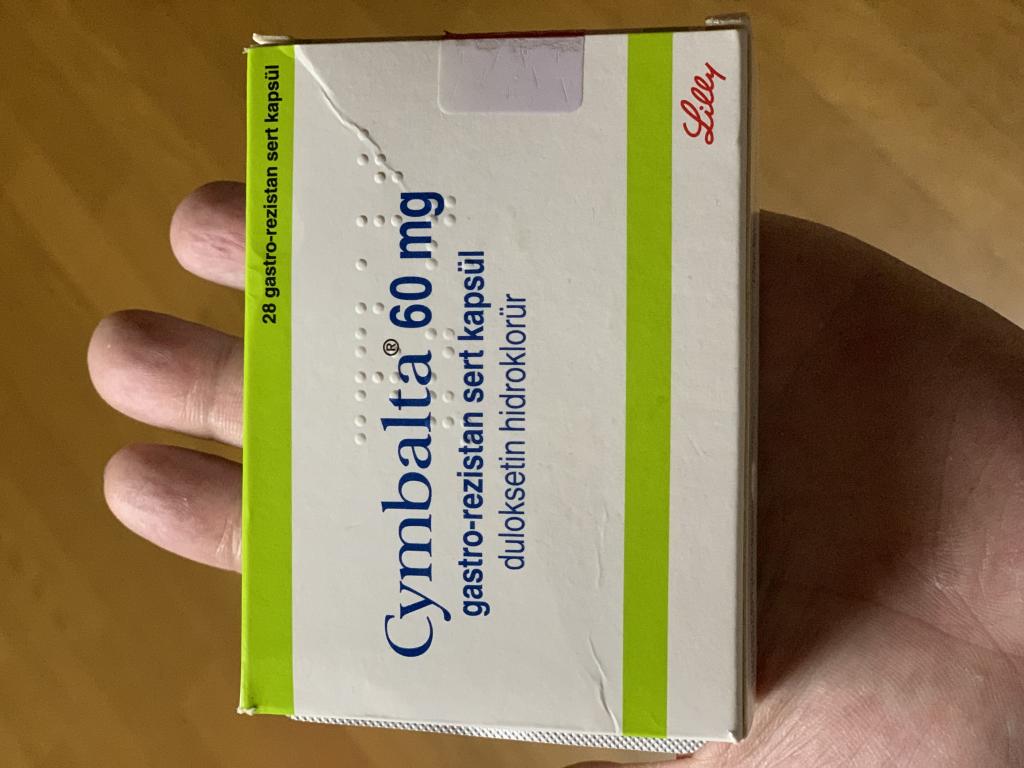 28 gastro-rezistan sert kapsül
Cymbalta® 60 mg
gastro-rezistan sert kapsül
duloksetin hidroklorür
Lilly